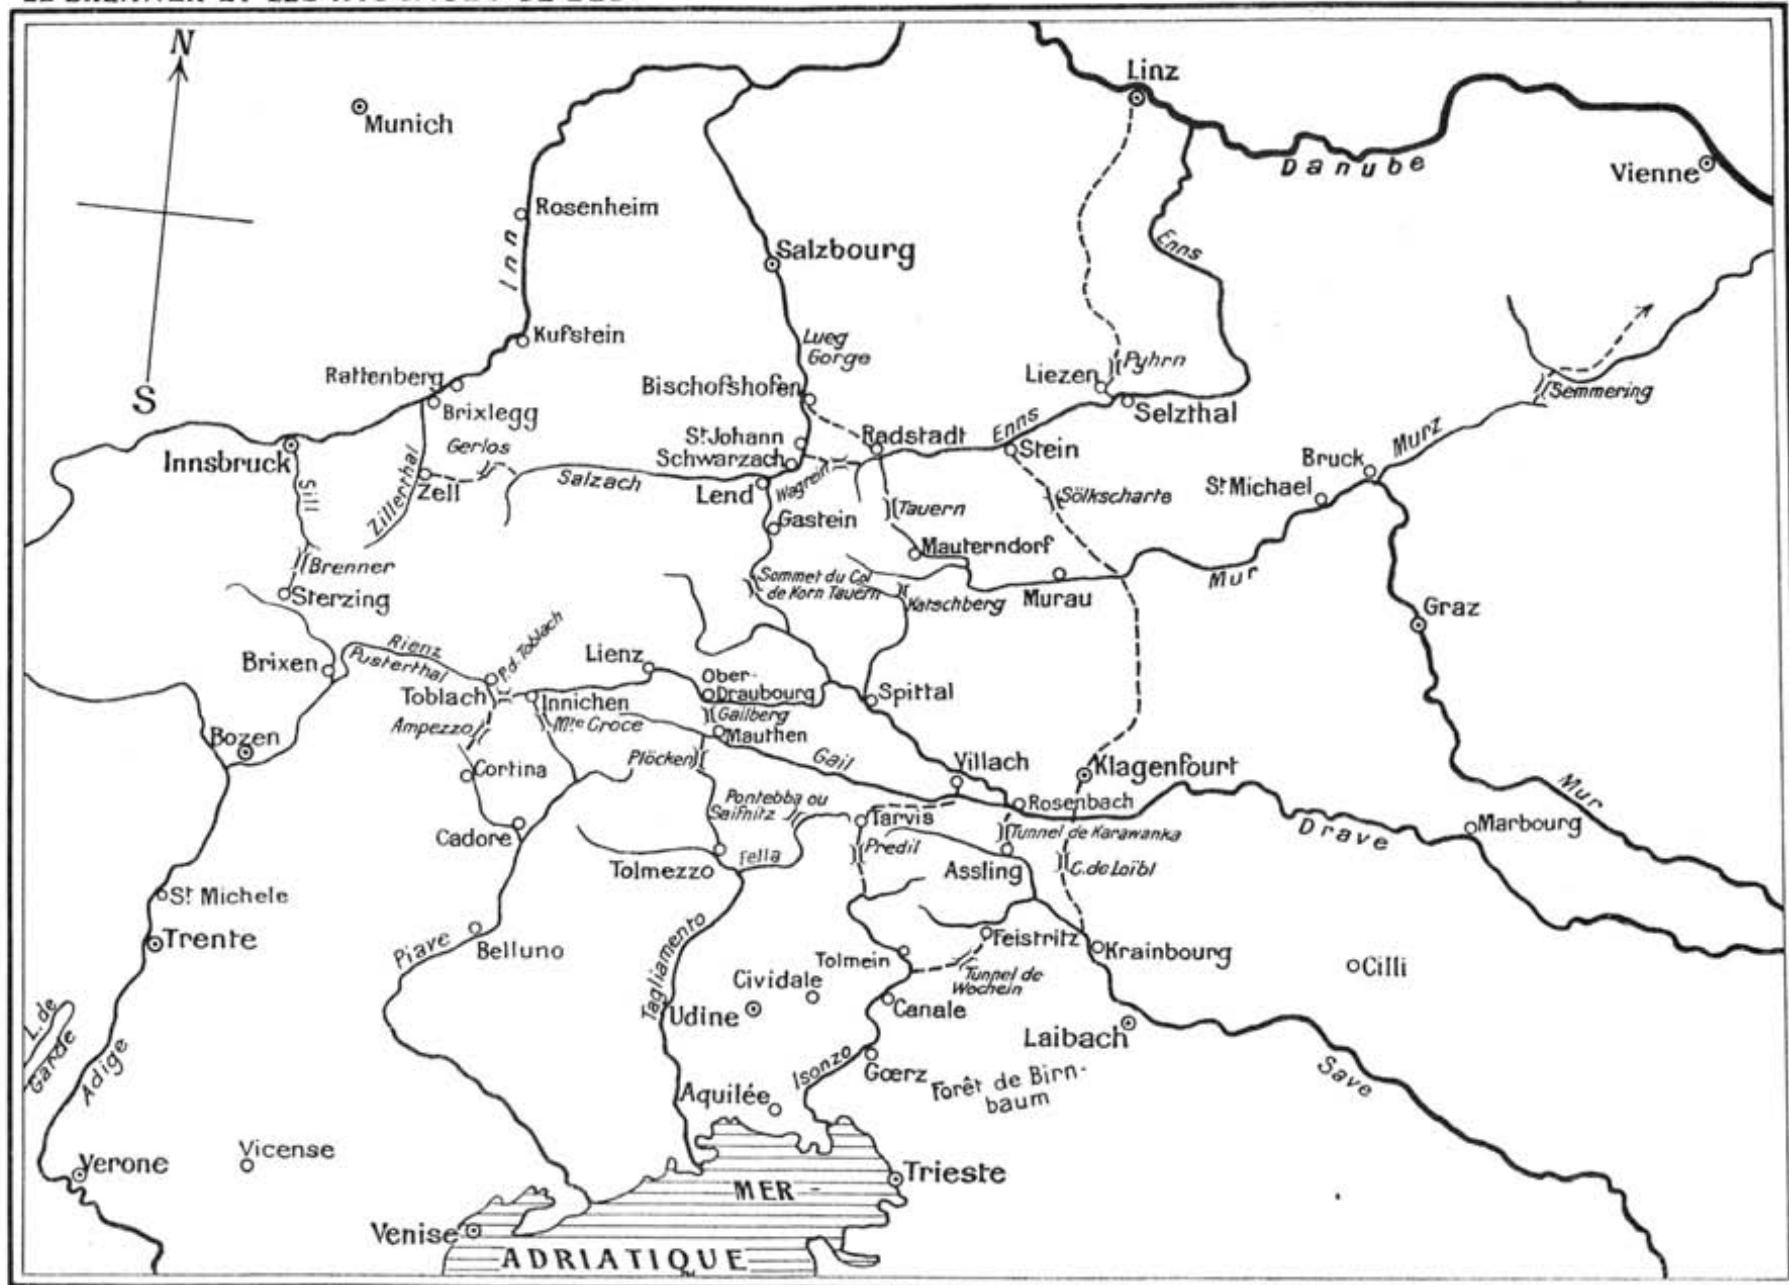 N
Linz
Munich
Danube
Vienne
Rosenheim
Inn
Salzbourg
Enns
Kufstein
Lueg
Gorge
Pyhrn
Rattenberg
Liezen
Bischofshofen
Semmering
S
Brixlegg
Selzthal
Gerlos
St Johann
Radstadt
Enns
Stein
Murz
Innsbruck
Schwarzach
Bruck
Zell
Salzach
Lend
Wagrein
St Michael
Sill
Zillerthal
Sölkscharte
Tauern
Gastein
Mauterndorf
Brenner
Sommet du Col
de Korn Tauern
Mur
Sterzing
Katschberg
Murau
Graz
Rienz
P. d. Toblach
Brixen
Pusterthal
Lienz
Ober-
Draubourg
Spittal
Toblach
Innichen
Gailberg
Ampezzo
Mte Croce
Mauthen
Bozen
Plöcken
Gail
Villach
Klagenfourt
Cortina
Mur
Pontebba ou
Saifnitz
Rosenbach
Tarvis
Drave
Marbourg
Cadore
Tunnel de Karawanka
Predil
Fella
Tolmezzo
Assling
C. de Loïbl
St Michele
Trente
Piave
Belluno
Tagliamento
Feistritz
Krainbourg
Tolmein
Cilli
Cividale
Tunnel de
Wochein
L. de
Garde
Udine
Canale
Laibach
Adige
Isonzo
Gœrz
Forêt de Birn-
baum
Save
Aquilée
Vicense
Verone
Trieste
MER
Venise
ADRIATIQUE